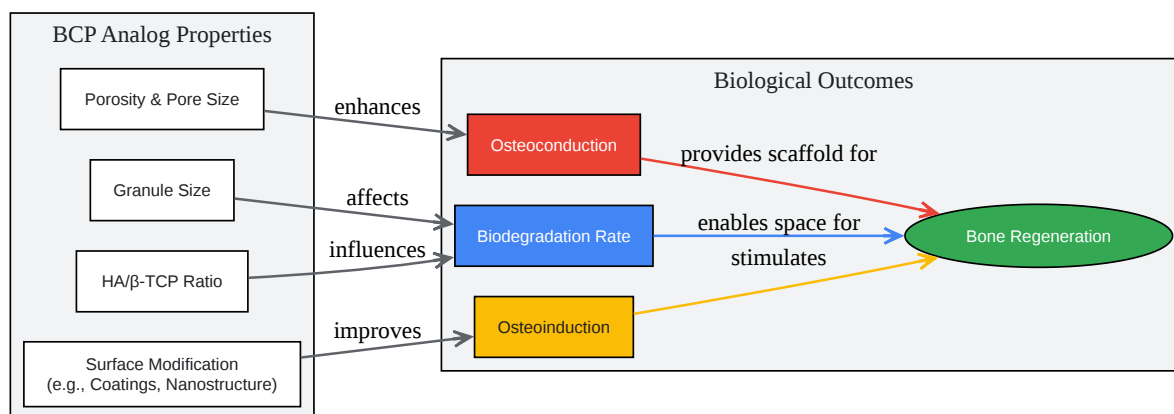 BCP Analog Properties
Porosity & Pore Size
Granule Size
HA/β-TCP Ratio
Surface Modification
(e.g., Coatings, Nanostructure)
enhances
affects
influences
improves
Biological Outcomes
Osteoconduction
Biodegradation Rate
Osteoinduction
provides scaffold for
enables space for
stimulates
Bone Regeneration